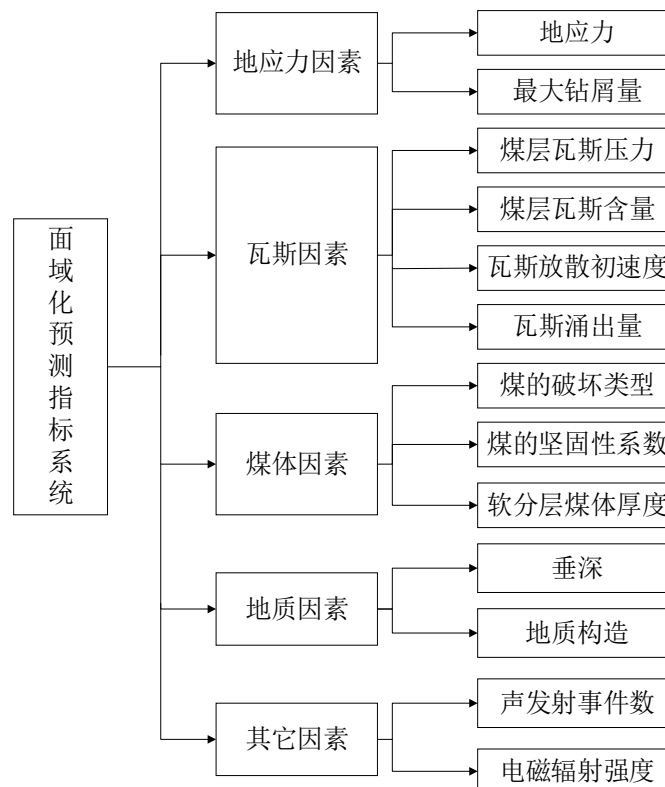 面域化预测指标系统
地应力因素
地应力
最大钻屑量
瓦斯因素
煤层瓦斯压力
煤层瓦斯含量
瓦斯放散初速度
瓦斯涌出量
煤体因素
煤的破坏类型
煤的坚固性系数
软分层煤体厚度
地质因素
垂深
地质构造
其它因素
声发射事件数
电磁辐射强度